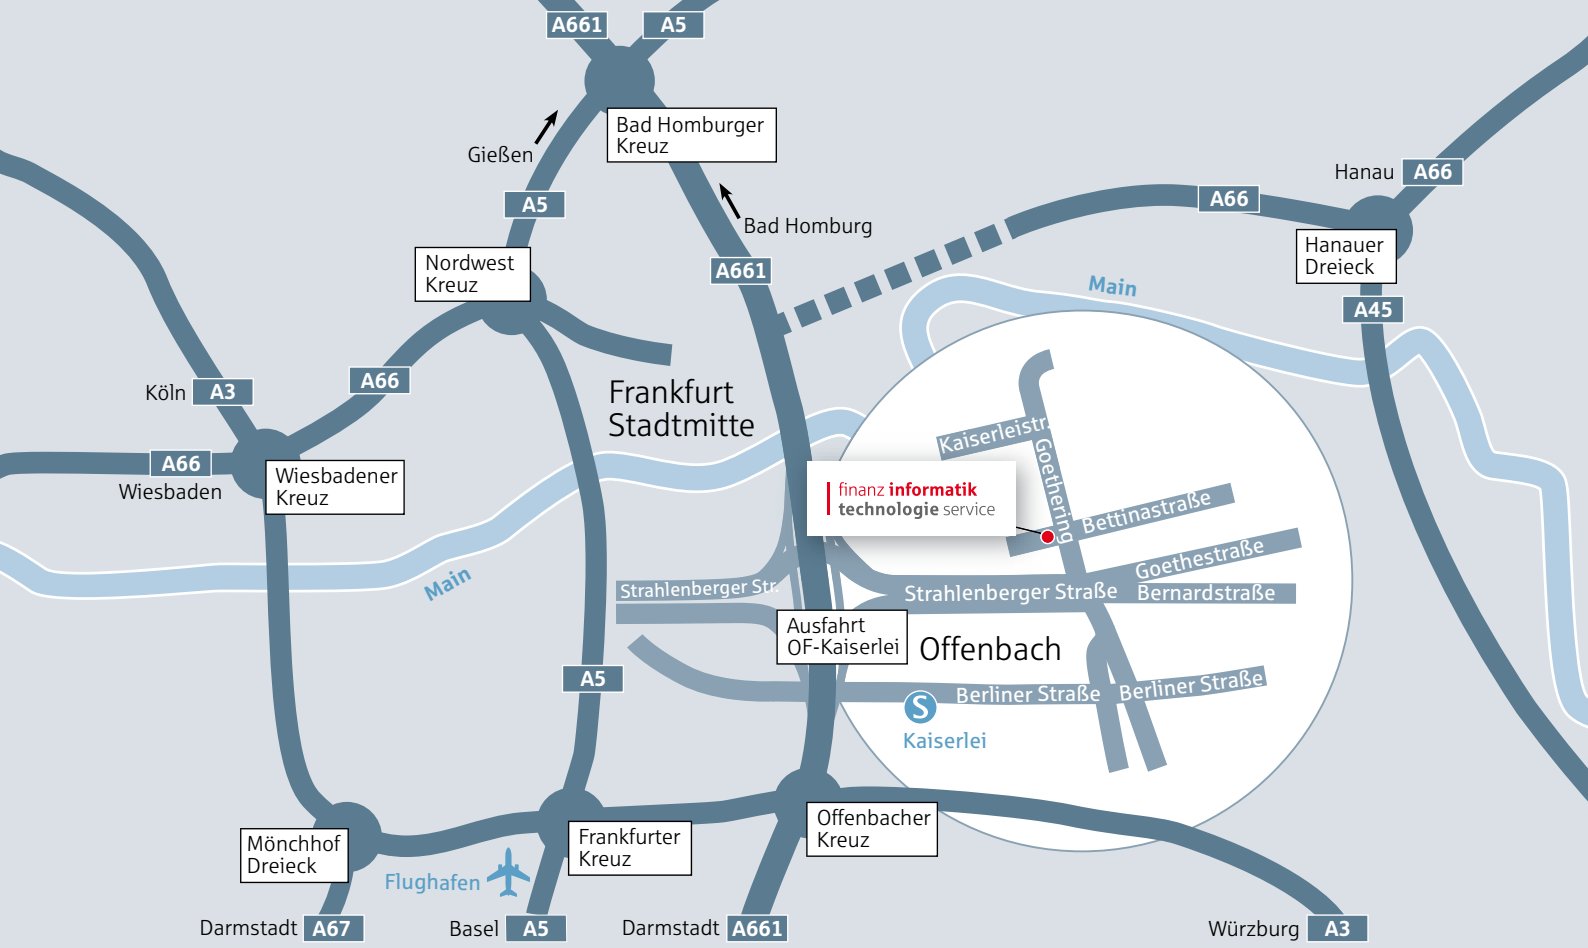 A661
A5
Bad Homburger
Kreuz
Gießen
A5
Bad Homburg
A661
Hanau
A66
A66
Hanauer
Dreieck
A45
Nordwest
Kreuz
Main
Köln
A3
A66
Frankfurt
Stadtmitte
Kaiserleistr.
Goethering
A66
Wiesbaden
Wiesbadener
Kreuz
finanz informatik
technologie service
Bettinastraße
Goethestraße
Main
Strahlenberger Str.
Strahlenberger Straße
Bernardstraße
Ausfahrt
OF-Kaiserlei
Offenbach
A5
Berliner Straße
Berliner Straße
S
Kaiserlei
Mönchhof
Dreieck
Frankfurter
Kreuz
Offenbacher
Kreuz
Flughafen
Darmstadt
A67
Basel
A5
Darmstadt
A661
Würzburg
A3